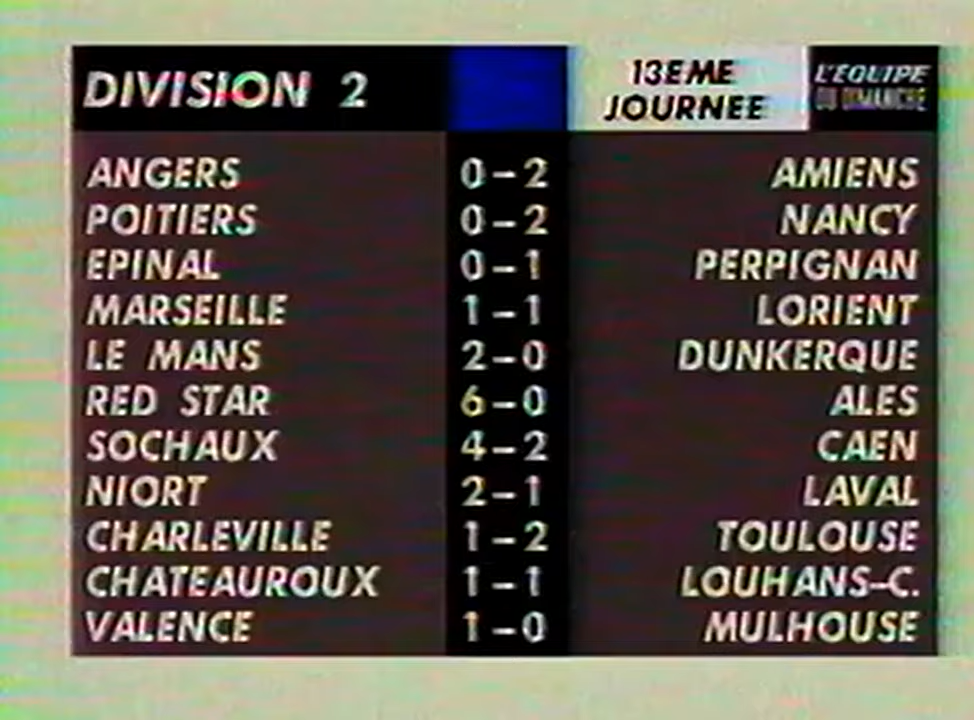 DIVISION 2
13EME
JOURNEE
L'ÉQUIPE
DU DIMANCHE
ANGERS 0-2 AMIENS
POITIERS 0-2 NANCY
EPINAL 0-1 PERPIGNAN
MARSEILLE 1-1 LORIENT
LE MANS 2-0 DUNKERQUE
RED STAR 6-0 ALES
SOCHAUX 4-2 CAEN
NIORT 2-1 LAVAL
CHARLEVILLE 1-2 TOULOUSE
CHATEAUROUX 1-1 LOUHANS-C.
VALENCE 1-0 MULHOUSE